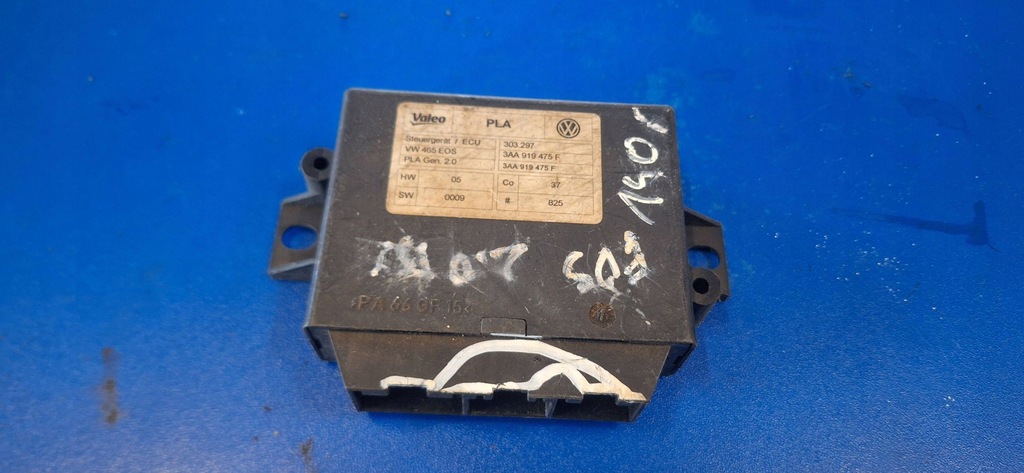 Valeo PLA
Steuergerät / ECU 303.297
VW 465 EOS 3AA 919 475 F
PLA Gen. 2.0 3AA 919 475 F
HW 05 Co 37
SW 0009 # 825
140